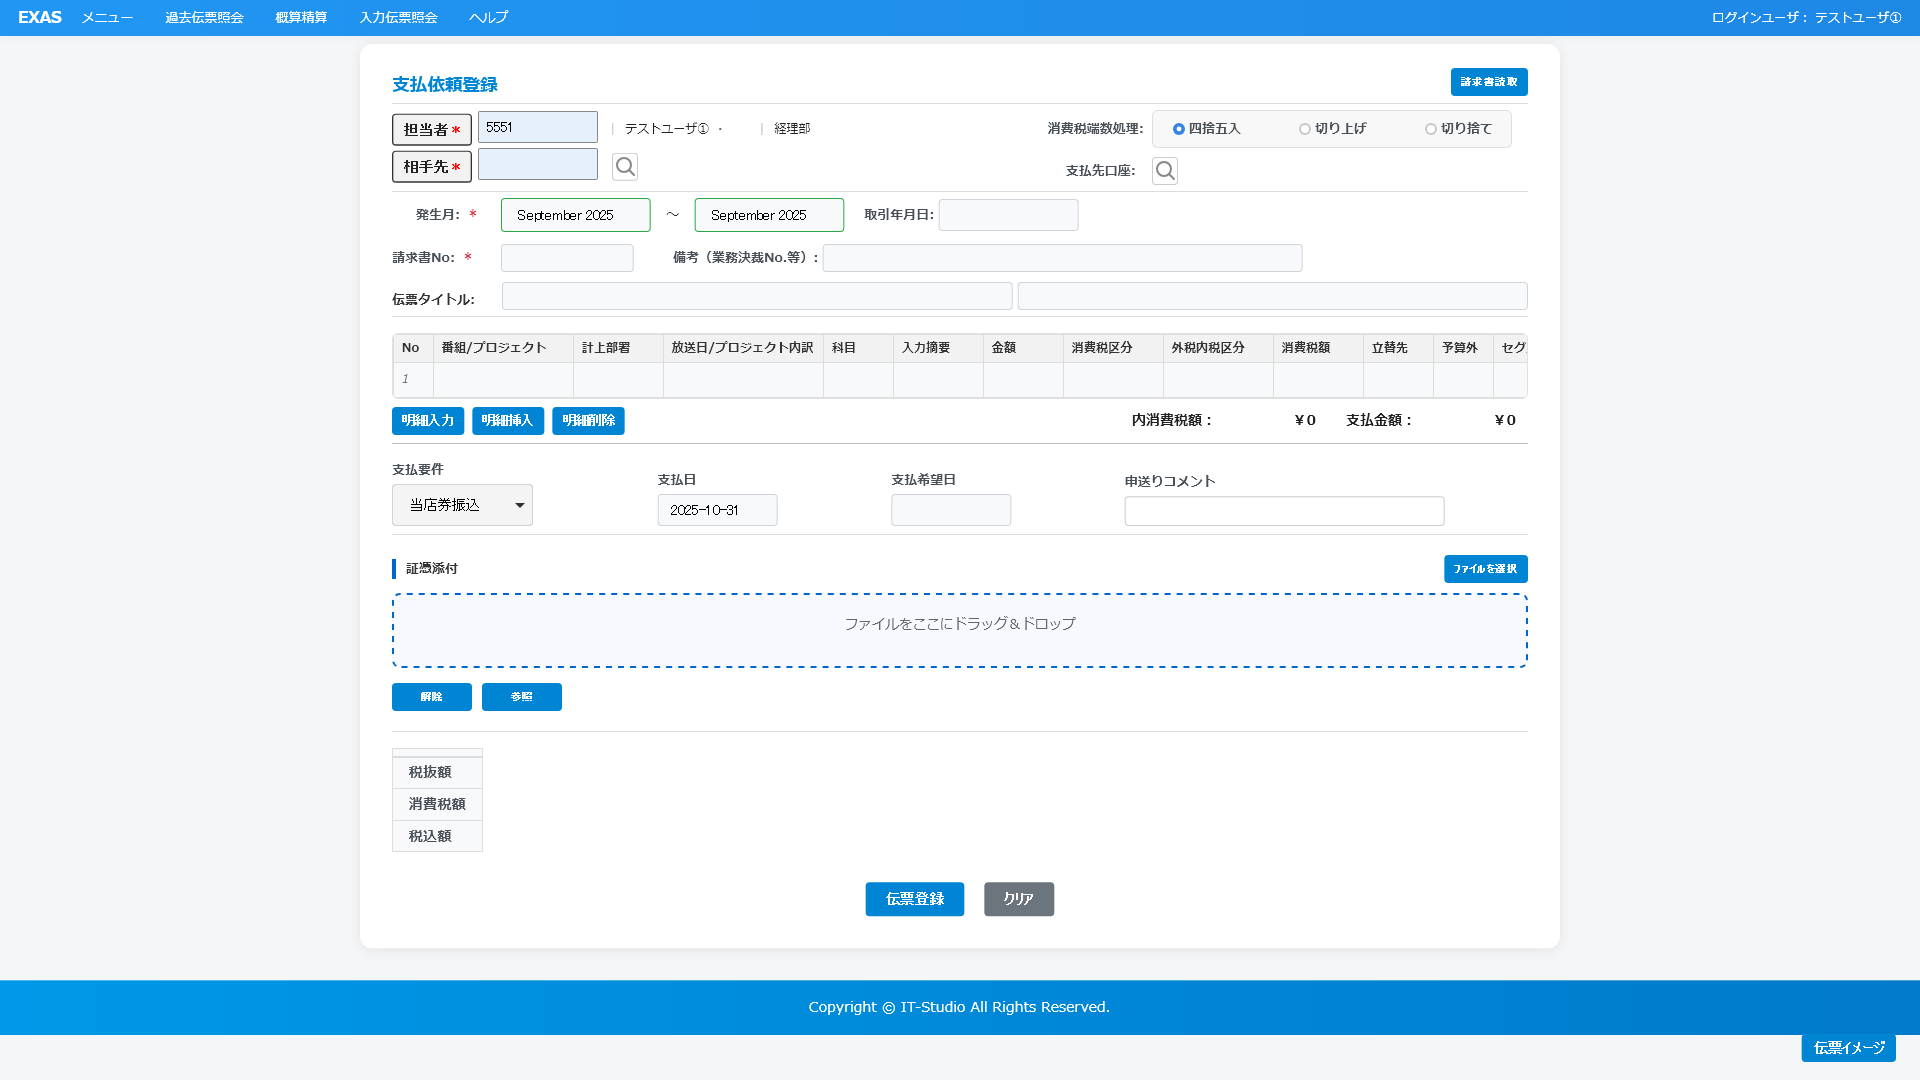 EXAS メニュー 過去伝票照会 概算精算 入力伝票照会 ヘルプ ログインユーザ： テストユーザ①
支払依頼登録 請求書読取
担当者* 5551 | テストユーザ① ・ | 経理部 消費税端数処理: 四捨五入 切り上げ 切り捨て
相手先* 支払先口座:
発生月: * September 2025 ～ September 2025 取引年月日:
請求書No: * 備考（業務決裁No.等）:
伝票タイトル:
No 番組/プロジェクト 計上部署 放送日/プロジェクト内訳 科目 入力摘要 金額 消費税区分 外税内税区分 消費税額 立替先 予算外 セグ
1
明細入力 明細挿入 明細削除 内消費税額： ¥0 支払金額： ¥0
支払要件 支払日 支払希望日 申送りコメント
当店券振込 2025-10-31
証憑添付 ファイルを選択
ファイルをここにドラッグ＆ドロップ
解除 参照
税抜額
消費税額
税込額
伝票登録 クリア
Copyright © IT-Studio All Rights Reserved.
伝票イメージ